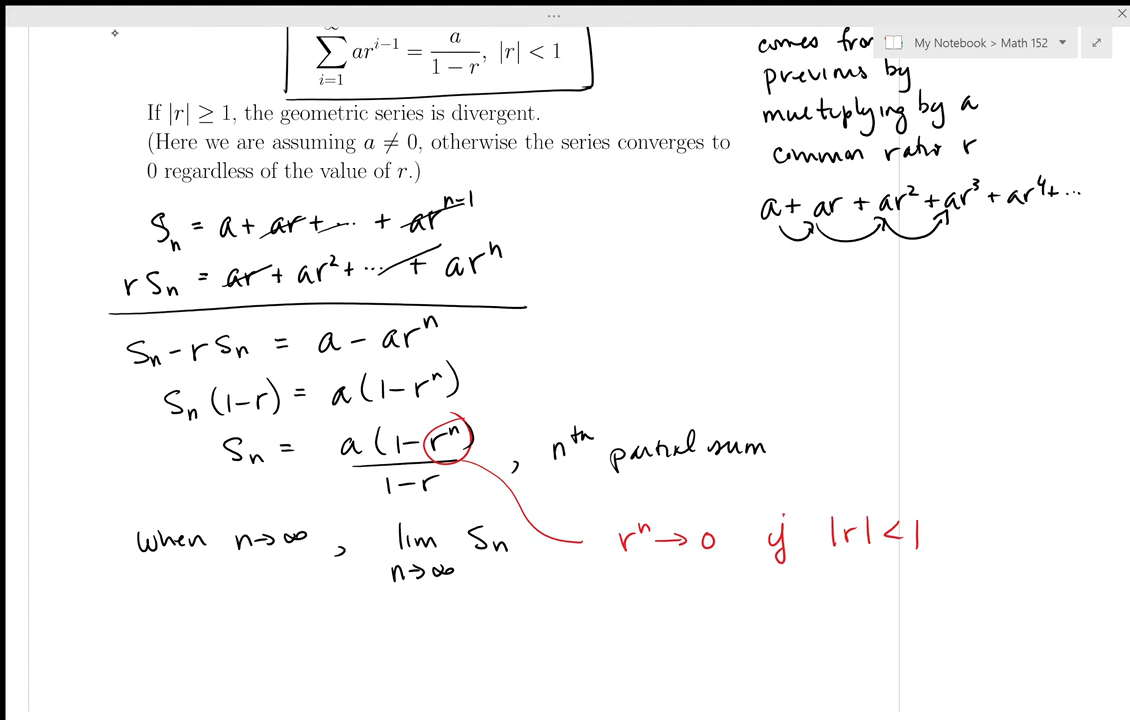 ∑_{i=1}^{∞} ar^{i−1} = a/(1 − r), |r| < 1
If |r| ≥ 1, the geometric series is divergent.
(Here we are assuming a ≠ 0, otherwise the series converges to
0 regardless of the value of r.)
S_n = a + ar + ... + ar^{n-1}
r S_n = ar + ar^2 + ... + ar^n
S_n - r S_n = a - ar^n
S_n (1-r) = a (1-r^n)
S_n = a (1-r^n)/(1-r) , n^{th} partial sum
When n→∞ , lim_{n→∞} S_n r^n → 0 if |r| < 1
comes from
My Notebook > Math 152
previous by
multiplying by a
common ratio r
a + ar + ar^2 + ar^3 + ar^4 + ...